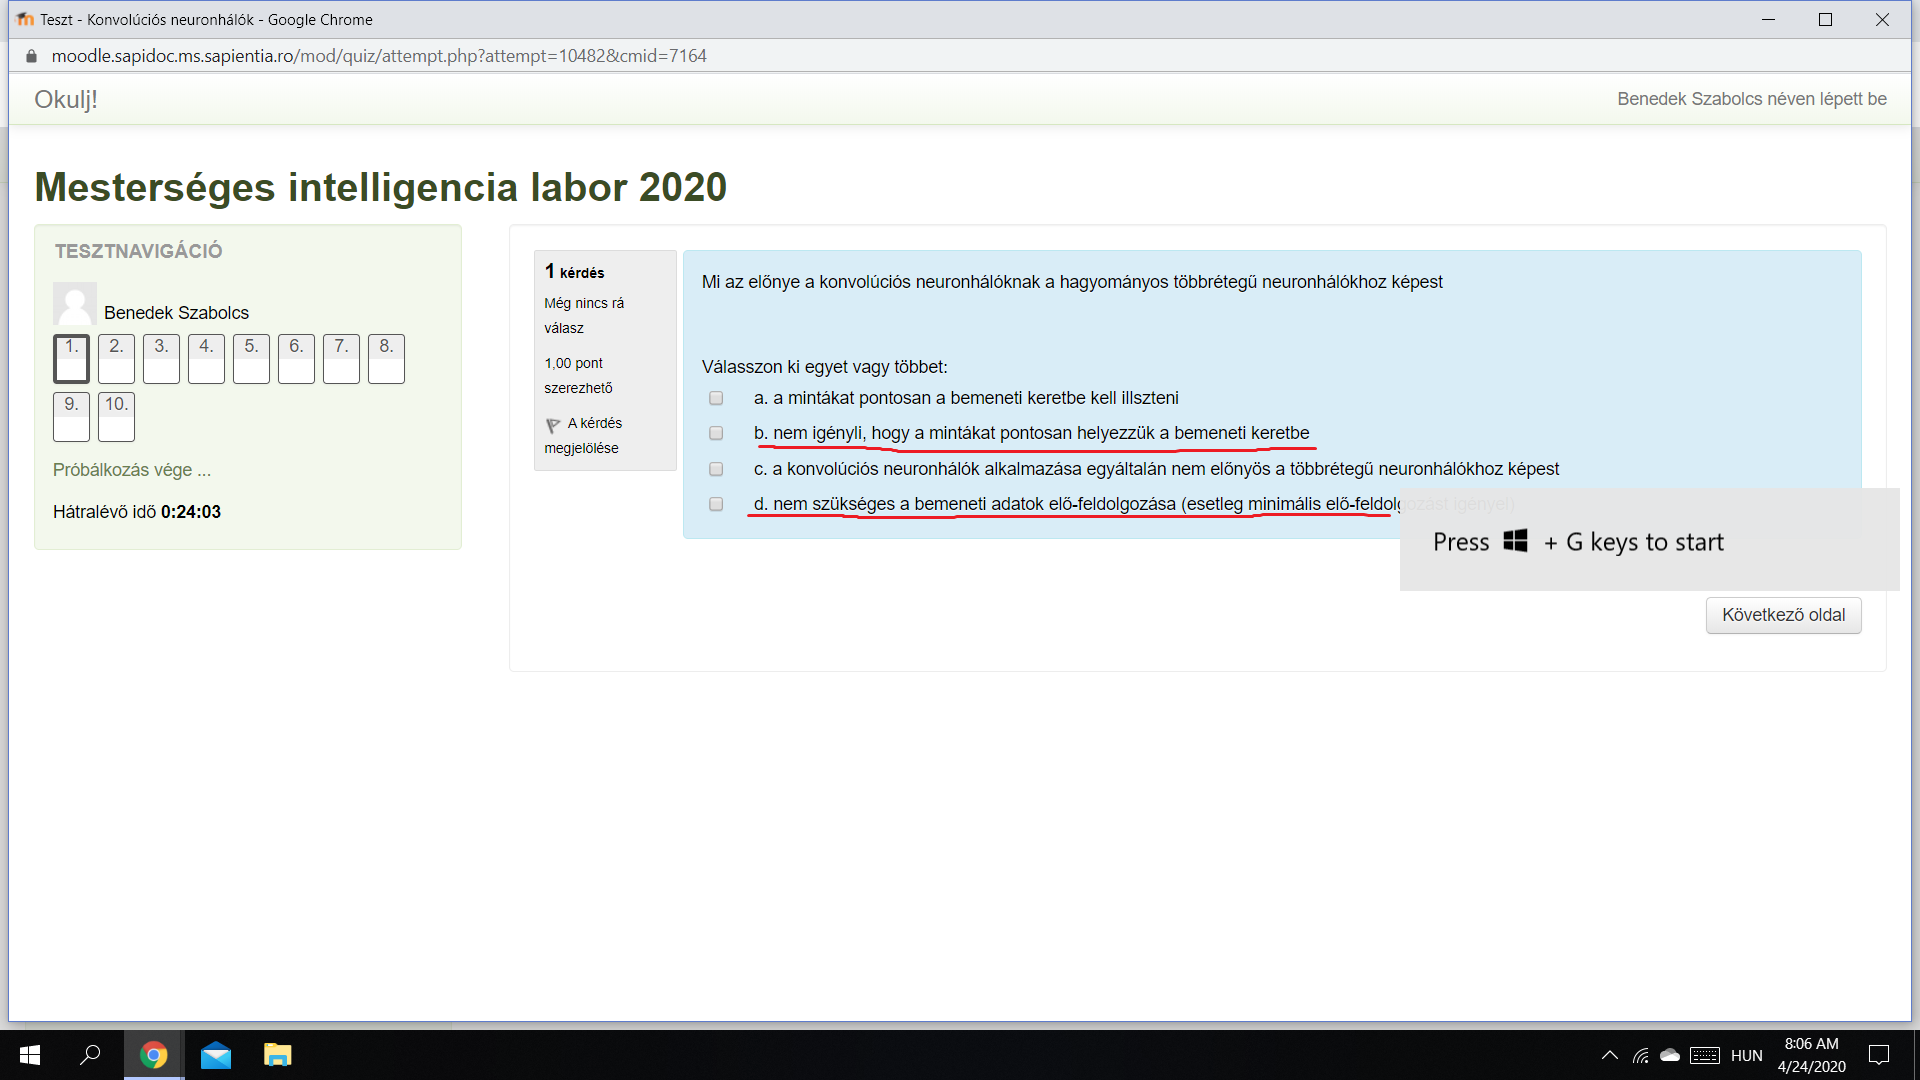 Teszt - Konvolúciós neuronhálók - Google Chrome
moodle.sapidoc.ms.sapientia.ro/mod/quiz/attempt.php?attempt=10482&cmid=7164
Okulj!
Benedek Szabolcs néven lépett be
Mesterséges intelligencia labor 2020
TESZTNAVIGÁCIÓ
Benedek Szabolcs
1. 2. 3. 4. 5. 6. 7. 8.
9. 10.
Próbálkozás vége ...
Hátralévő idő 0:24:03
1 kérdés
Még nincs rá
válasz
1,00 pont
szerezhető
A kérdés
megjelölése
Mi az előnye a konvolúciós neuronhálóknak a hagyományos többrétegű neuronhálókhoz képest
Válasszon ki egyet vagy többet:
a. a mintákat pontosan a bemeneti keretbe kell illszteni
b. nem igényli, hogy a mintákat pontosan helyezzük a bemeneti keretbe
c. a konvolúciós neuronhálók alkalmazása egyáltalán nem előnyös a többrétegű neuronhálókhoz képest
d. nem szükséges a bemeneti adatok elő-feldolgozása (esetleg minimális elő-feldolgozást igényel)
Press + G keys to start
Következő oldal
HUN
8:06 AM
4/24/2020